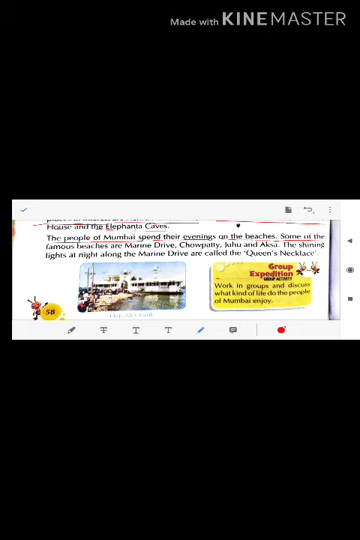 Made with KINEMASTER
House and the Elephanta Caves.
The people of Mumbai spend their evenings on the beaches. Some of the
famous beaches are Marine Drive, Chowpatty, Juhu and Aksa. The shining
lights at night along the Marine Drive are called the 'Queen's Necklace'
Group
Expedition
GROUP ACTIVITY
Work in groups and discuss
what kind of life do the people
of Mumbai enjoy.
58